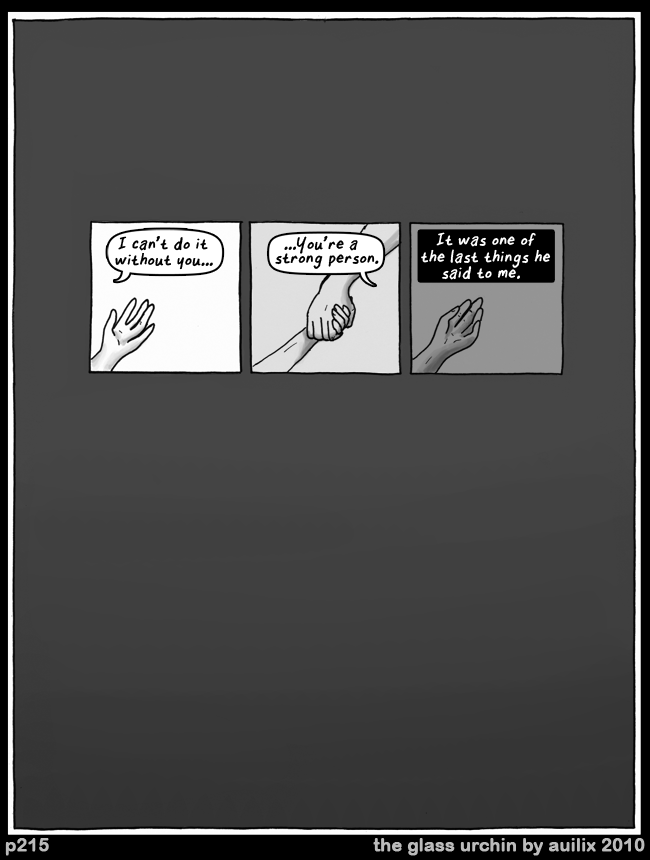 I can't do it
without you...
...You're a
strong person.
It was one of
the last things he
said to me.
p215
the glass urchin by auilix 2010